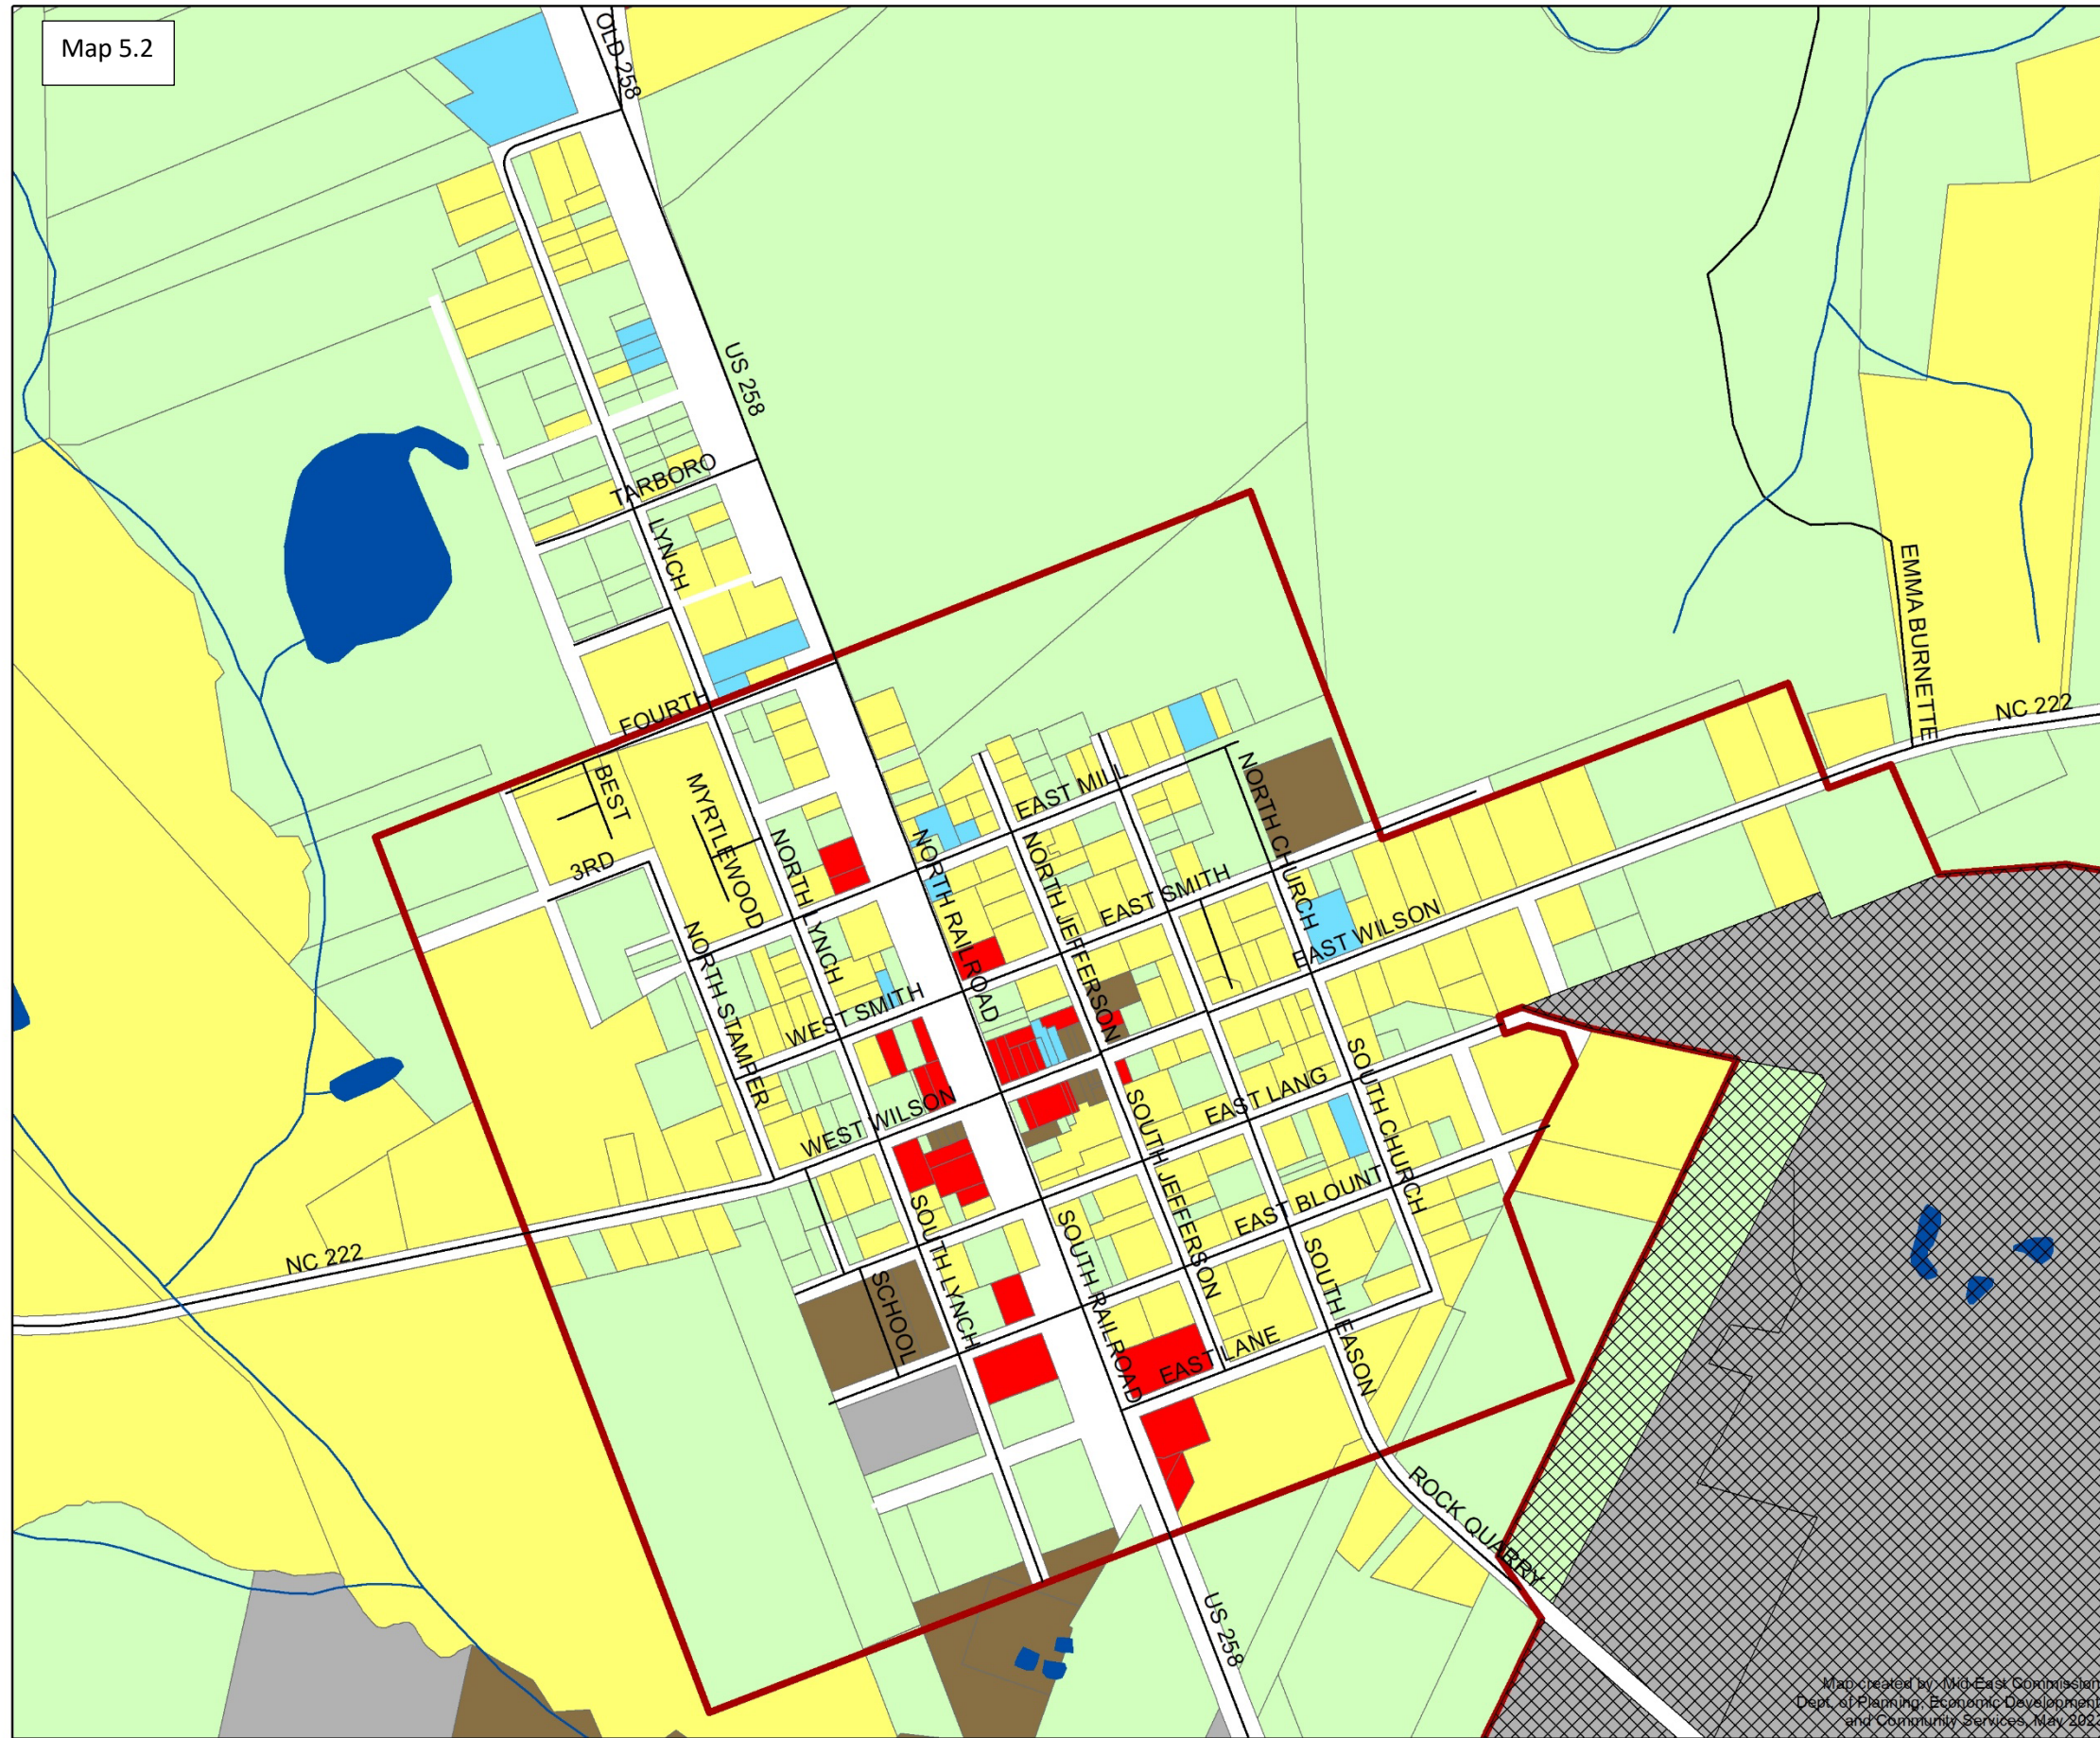 Map 5.2
OLD 258
US 258
TARBORO
LYNCH
EMMA BURNETTE
NC 222
FOURTH
BEST
MYRTLEWOOD
EAST MILL
NORTH CHURCH
3RD
NORTH LYNCH
NORTH RAILROAD
NORTH JEFFERSON
EAST SMITH
EAST WILSON
NORTH STAMPER
WEST SMITH
SOUTH CHURCH
EAST LANG
WEST WILSON
SOUTH JEFFERSON
EAST BLOUNT
NC 222
SOUTH LYNCH
SOUTH RAILROAD
SOUTH EASON
SCHOOL
EAST LANE
ROCK QUARRY
US 258
Map created by Mid-East Commission
Dept. of Planning, Economic Development
and Community Services, May 2023